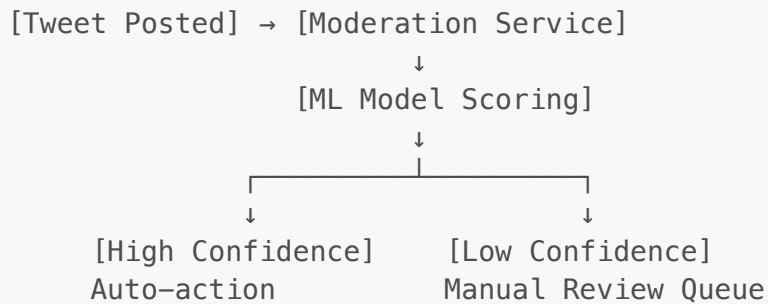 [Tweet Posted] → [Moderation Service]
↓
[ML Model Scoring]
↓
↓ ↓
[High Confidence] [Low Confidence]
Auto-action Manual Review Queue